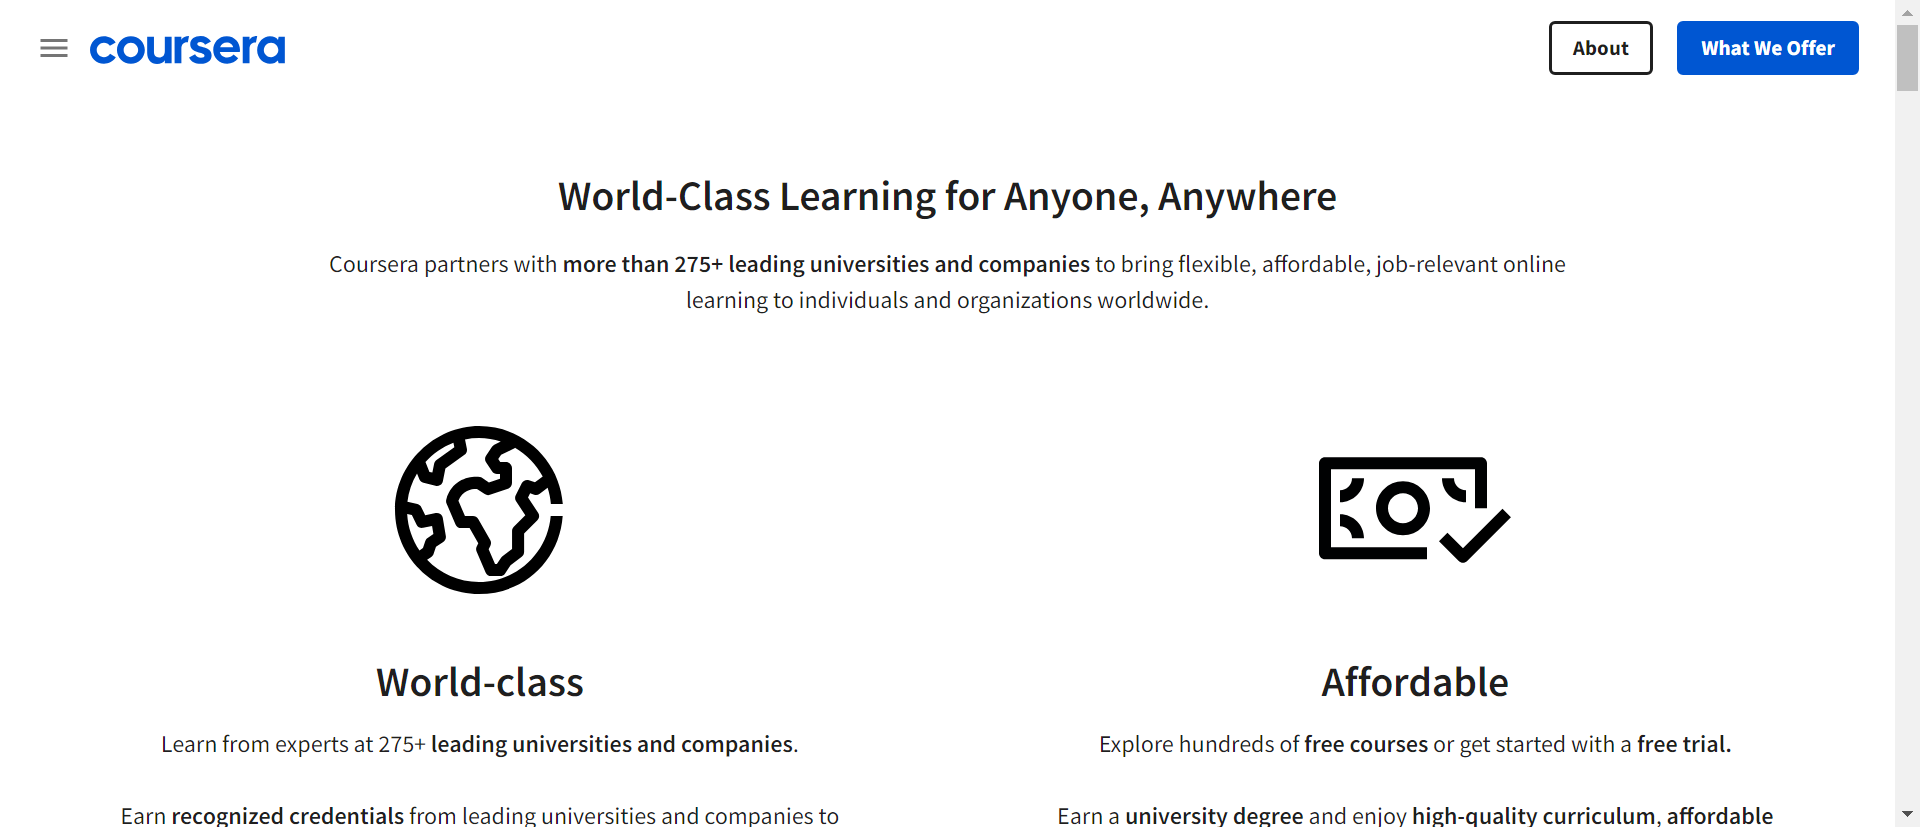 coursera
About
What We Offer
World-Class Learning for Anyone, Anywhere
Coursera partners with more than 275+ leading universities and companies to bring flexible, affordable, job-relevant online
learning to individuals and organizations worldwide.
World-class
Learn from experts at 275+ leading universities and companies.
Earn recognized credentials from leading universities and companies to
Affordable
Explore hundreds of free courses or get started with a free trial.
Earn a university degree and enjoy high-quality curriculum, affordable